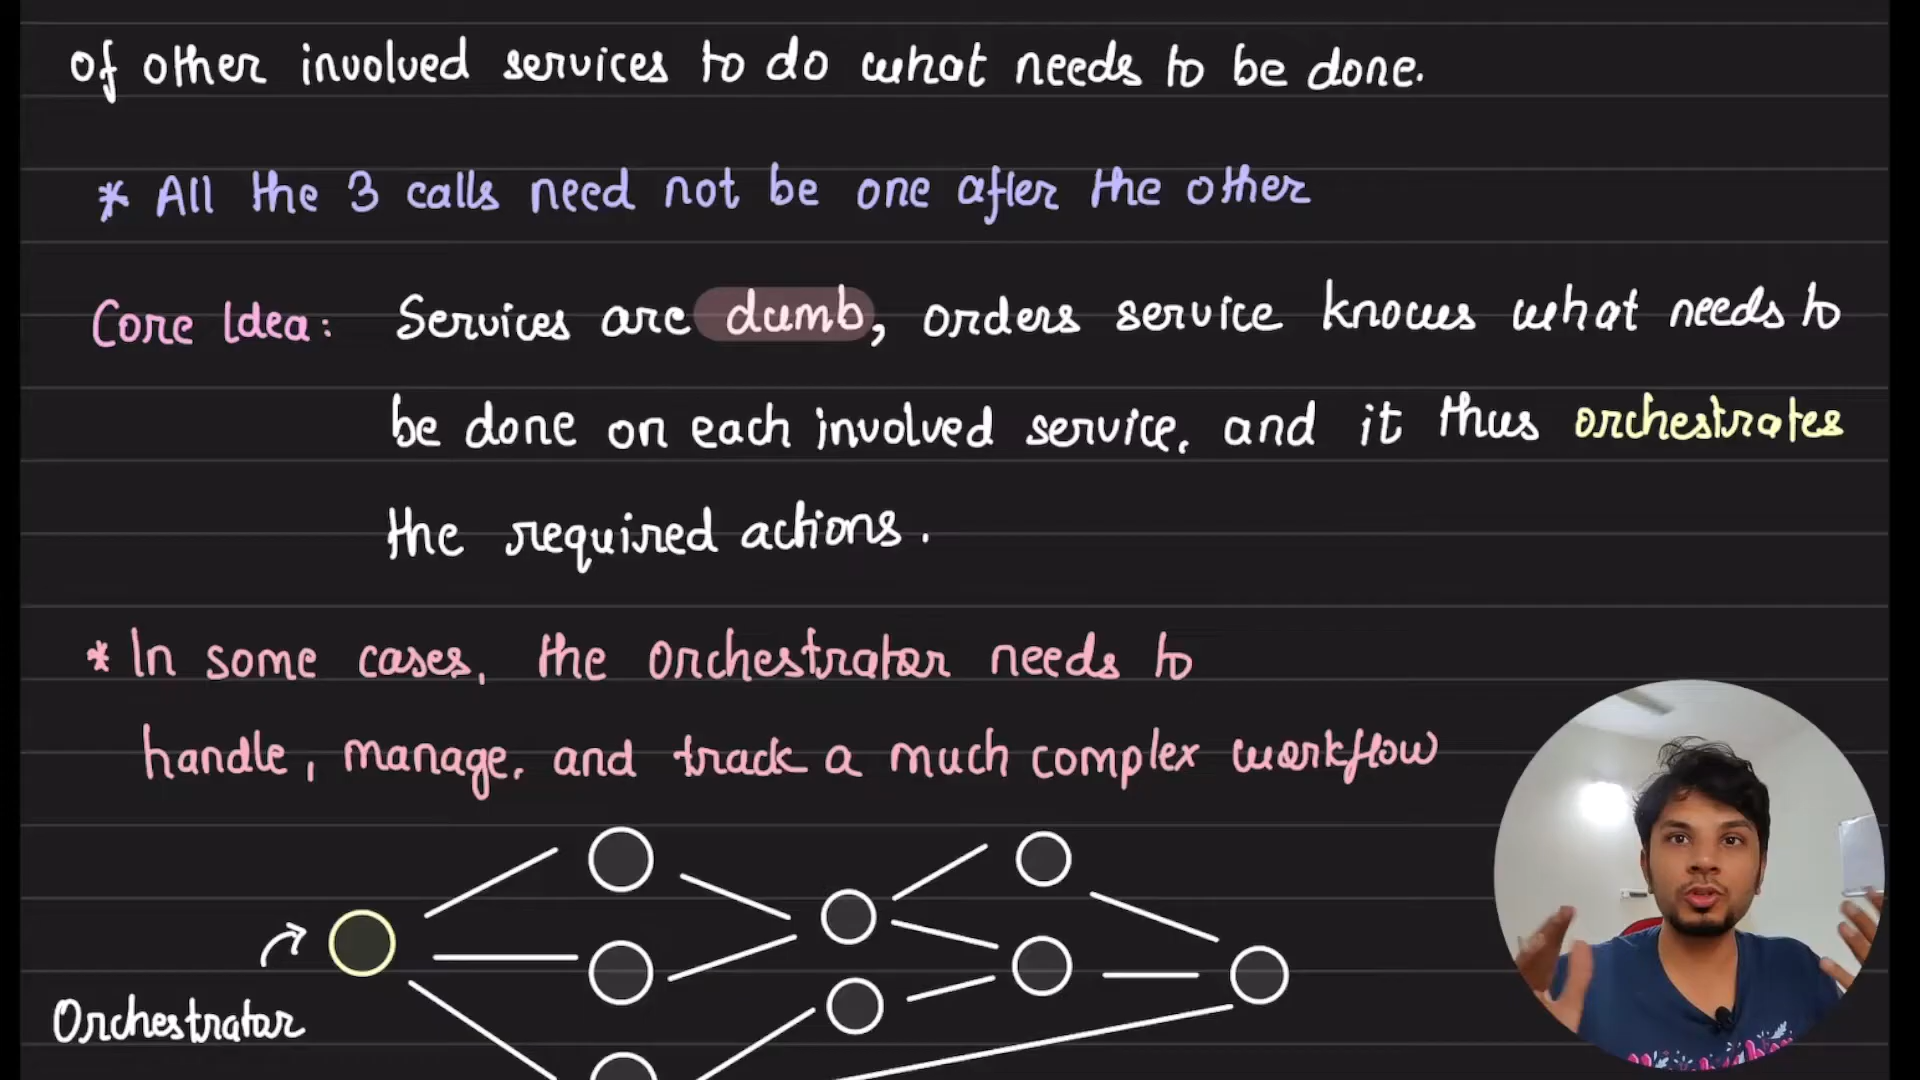 of other involved services to do what needs to be done.
* All the 3 calls need not be one after the other
Core Idea: Services are dumb, orders service knows what needs to
be done on each involved service, and it thus orchestrates
the required actions.
* In some cases, the orchestrator needs to
handle, manage, and track a much complex workflow
Orchestrator